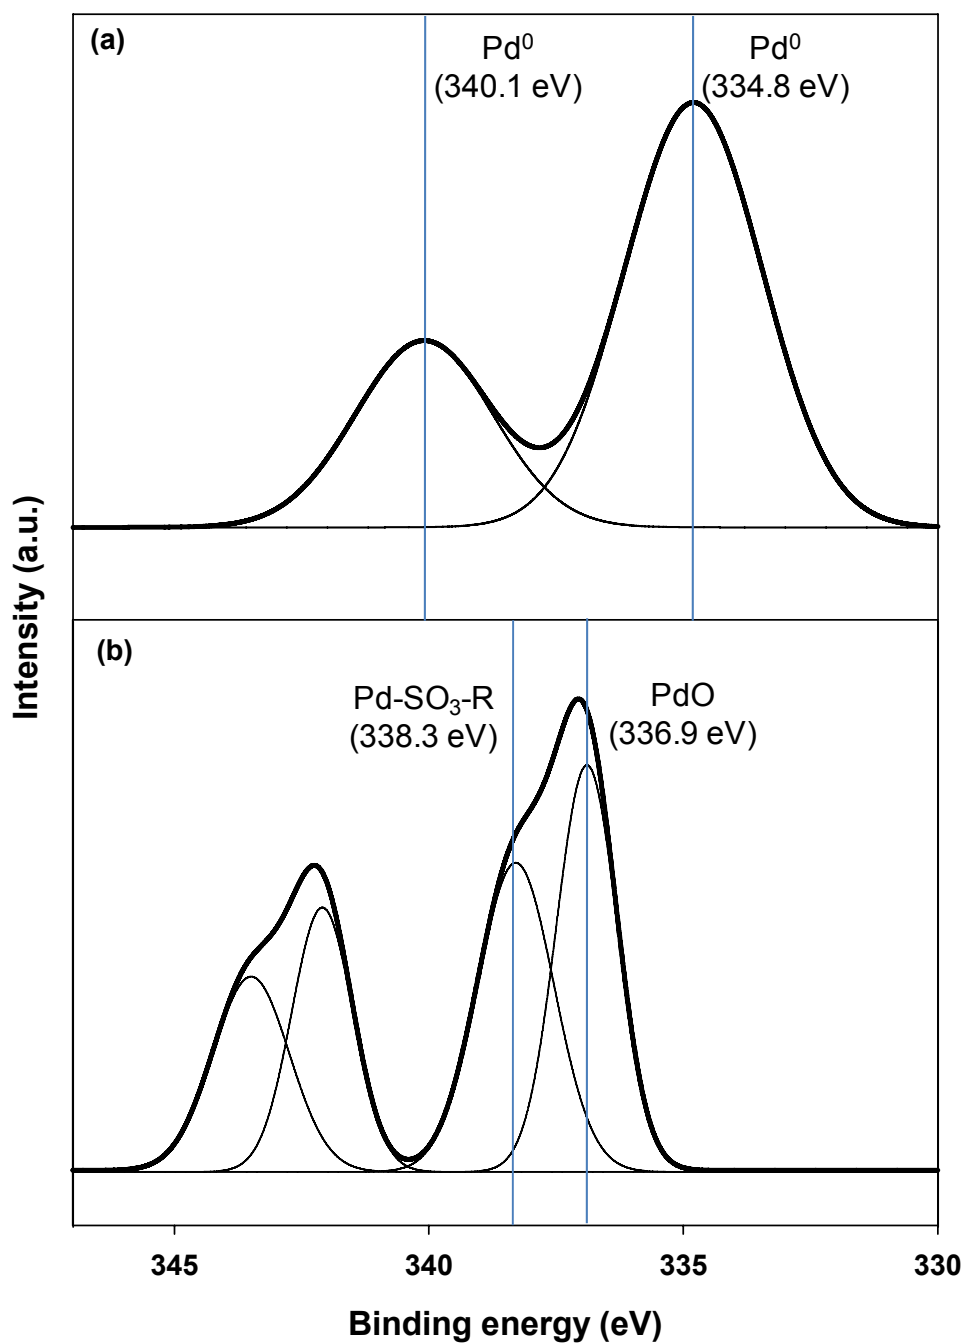 (a)
Pd⁰
(340.1 eV)
Pd⁰
(334.8 eV)
Intensity (a.u.)
(b)
Pd-SO₃-R
(338.3 eV)
PdO
(336.9 eV)
345
340
335
330
Binding energy (eV)